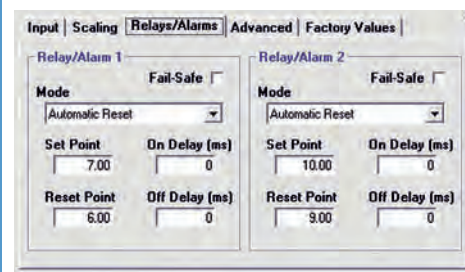 Input | Scaling | Relays/Alarms | Advanced | Factory Values |
Relay/Alarm 1
Fail-Safe
Mode
Automatic Reset
Set Point On Delay (ms)
7.00 0
Reset Point Off Delay (ms)
6.00 0
Relay/Alarm 2
Fail-Safe
Mode
Automatic Reset
Set Point On Delay (ms)
10.00 0
Reset Point Off Delay (ms)
9.00 0